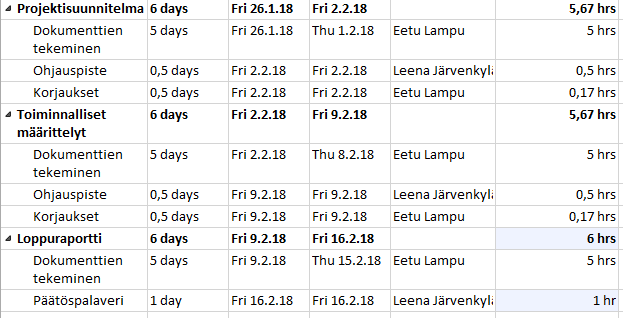 Projektisuunnitelma 6 days Fri 26.1.18 Fri 2.2.18 5,67 hrs
Dokumenttien tekeminen 5 days Fri 26.1.18 Thu 1.2.18 Eetu Lampu 5 hrs
Ohjauspiste 0,5 days Fri 2.2.18 Fri 2.2.18 Leena Järvenkylä 0,5 hrs
Korjaukset 0,5 days Fri 2.2.18 Fri 2.2.18 Eetu Lampu 0,17 hrs
Toiminnalliset määrittelyt 6 days Fri 2.2.18 Fri 9.2.18 5,67 hrs
Dokumenttien tekeminen 5 days Fri 2.2.18 Thu 8.2.18 Eetu Lampu 5 hrs
Ohjauspiste 0,5 days Fri 9.2.18 Fri 9.2.18 Leena Järvenkylä 0,5 hrs
Korjaukset 0,5 days Fri 9.2.18 Fri 9.2.18 Eetu Lampu 0,17 hrs
Loppuraportti 6 days Fri 9.2.18 Fri 16.2.18 6 hrs
Dokumenttien tekeminen 5 days Fri 9.2.18 Thu 15.2.18 Eetu Lampu 5 hrs
Päätöspalaveri 1 day Fri 16.2.18 Fri 16.2.18 Leena Järvenkylä 1 hr